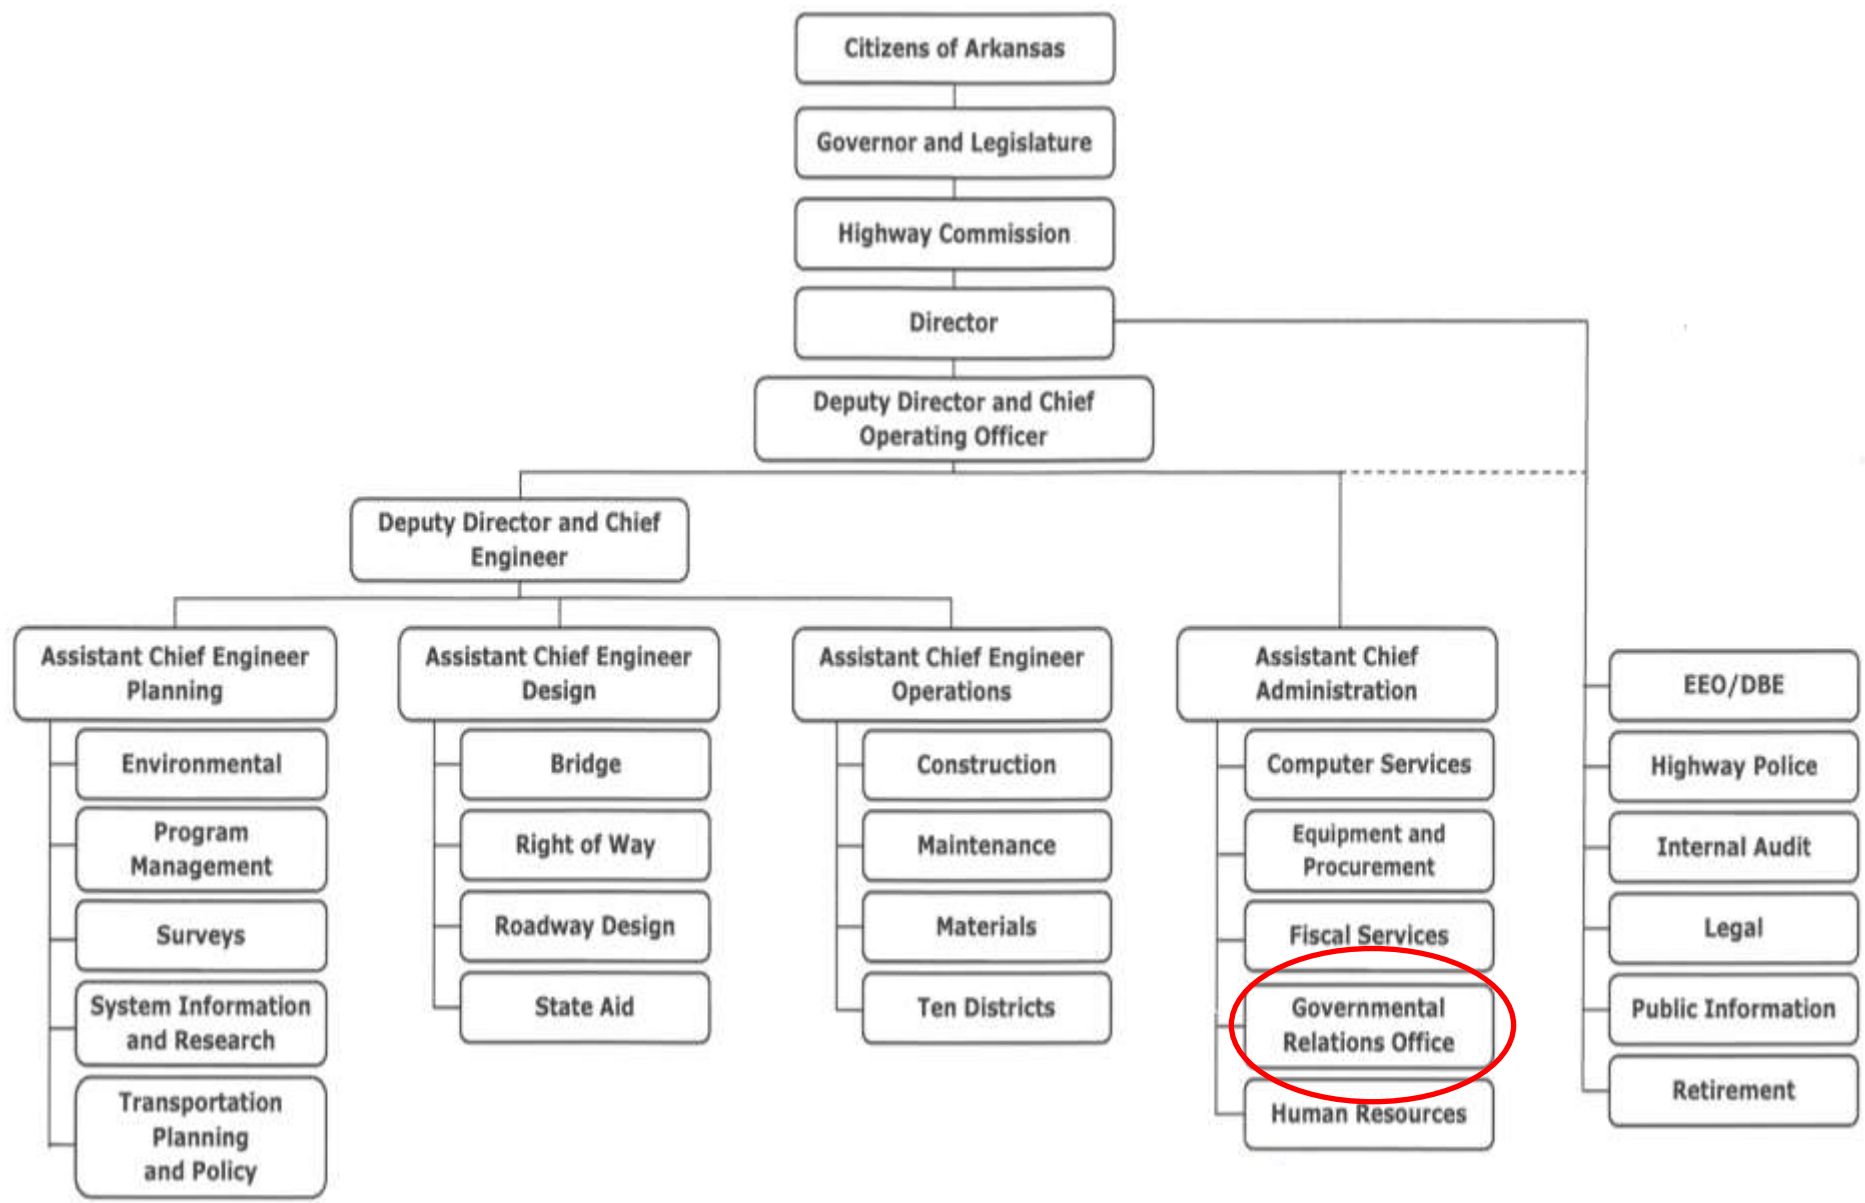 Citizens of Arkansas
Governor and Legislature
Highway Commission
Director
Deputy Director and Chief
Operating Officer
Deputy Director and Chief
Engineer
Assistant Chief Engineer
Planning
Environmental
Program
Management
Surveys
System Information
and Research
Transportation
Planning
and Policy
Assistant Chief Engineer
Design
Bridge
Right of Way
Roadway Design
State Aid
Assistant Chief Engineer
Operations
Construction
Maintenance
Materials
Ten Districts
Assistant Chief
Administration
Computer Services
Equipment and
Procurement
Fiscal Services
Governmental
Relations Office
Human Resources
EEO/DBE
Highway Police
Internal Audit
Legal
Public Information
Retirement